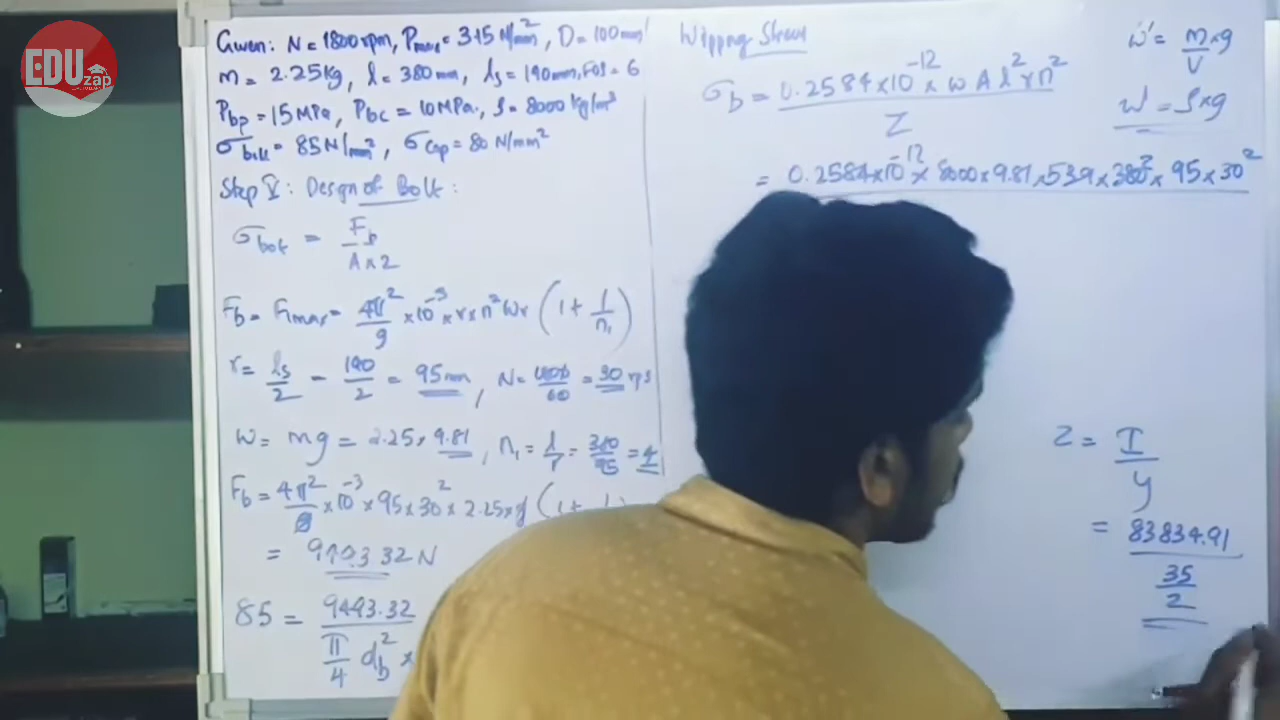 EDU
zap
Given: N = 1800 rpm, Pmax = 3.15 N/mm², D = 100 mm
m = 2.25 kg, l = 380 mm, ls = 190 mm, FOS = 6
Pbp = 15 MPa, Pbc = 10 MPa, ρ = 8000 kg/m³
σbolt = 85 N/mm², σcap = 80 N/mm²
Step V: Design of Bolt:
σbolt = Fb / A × 2
Fb = Fimax = 4π²/g × 10⁻³ × r × n² Wr (1 + 1/n₁)
r = ls/2 = 190/2 = 95 mm, N = 1800/60 = 30 rps
W = mg = 2.25 × 9.81, n₁ = l/r = 380/95 = 4
Fb = 4π²/g × 10⁻³ × 95 × 30² × 2.25 × g (1 +
= 9493.32 N
85 = 9493.32 / π/4 db² ×
Wipping Stress
σb = 0.2584 × 10⁻¹² × w A l² r n² / Z
= 0.2584 × 10⁻¹² × 8000 × 9.81 × 539 × 380² × 95 × 30²
w' = m × g / V
w' = ρ × g
Z = I / y
= 83834.91 / 35/2